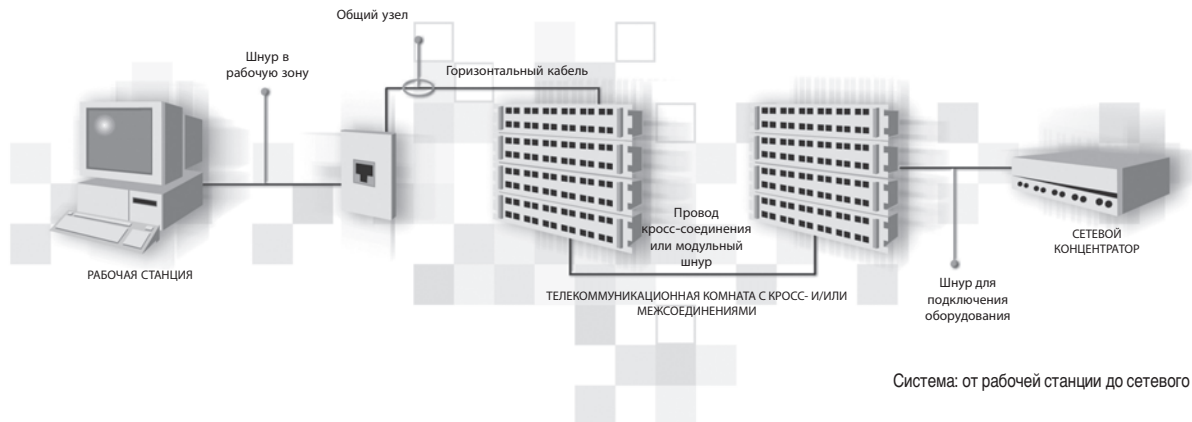 Общий узел
Шнур в
рабочую зону
Горизонтальный кабель
Провод
кросс-соединения
или модульный
шнур
СЕТЕВОЙ
КОНЦЕНТРАТОР
РАБОЧАЯ СТАНЦИЯ
ТЕЛЕКОММУНИКАЦИОННАЯ КОМНАТА С КРОСС- И/ИЛИ
МЕЖСОЕДИНЕНИЯМИ
Шнур для
подключения
оборудования
Система: от рабочей станции до сетевого